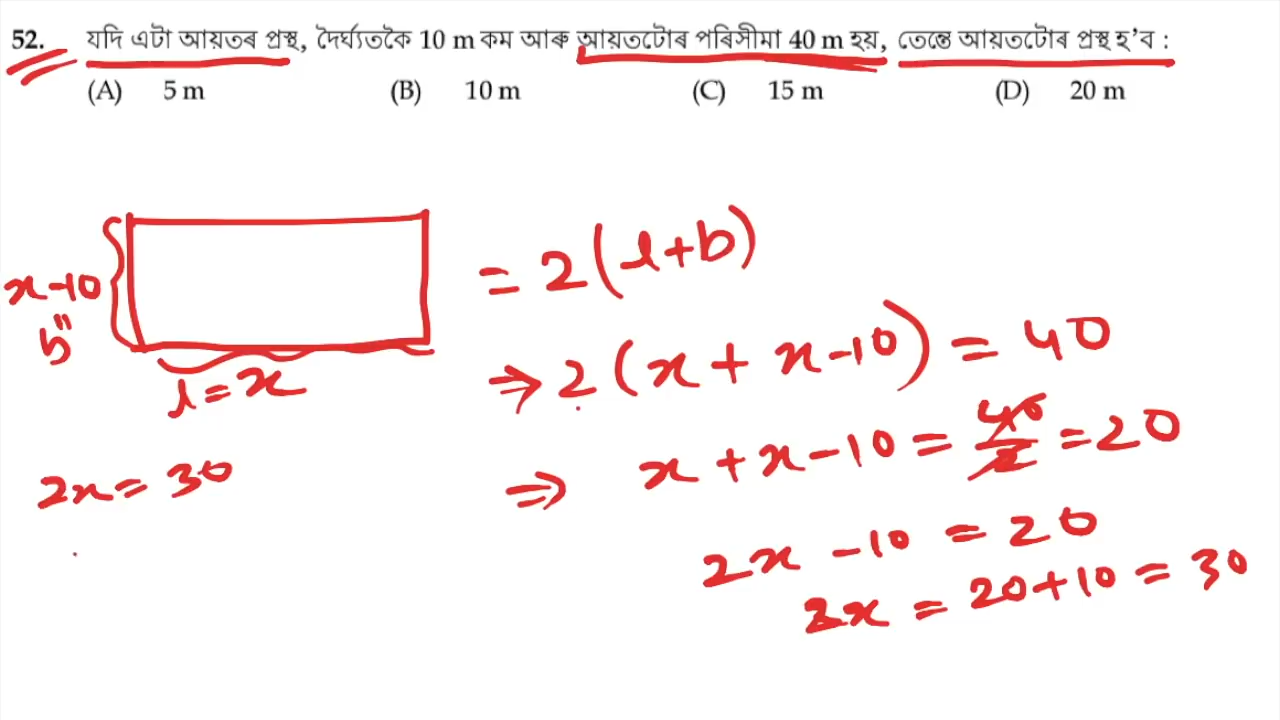 52. যদি এটা আয়তৰ প্ৰস্থ, দৈৰ্ঘ্যতকৈ 10 m কম আৰু আয়তটোৰ পৰিসীমা 40 m হয়, তেন্তে আয়তটোৰ প্ৰস্থ হ'ব :
(A) 5 m (B) 10 m (C) 15 m (D) 20 m
= 2(l+b)
x-10
b"
l = x
⇒ 2(x + x-10) = 40
⇒ x + x - 10 = 40/2 = 20
2x = 30
2x - 10 = 20
2x = 20+10 = 30